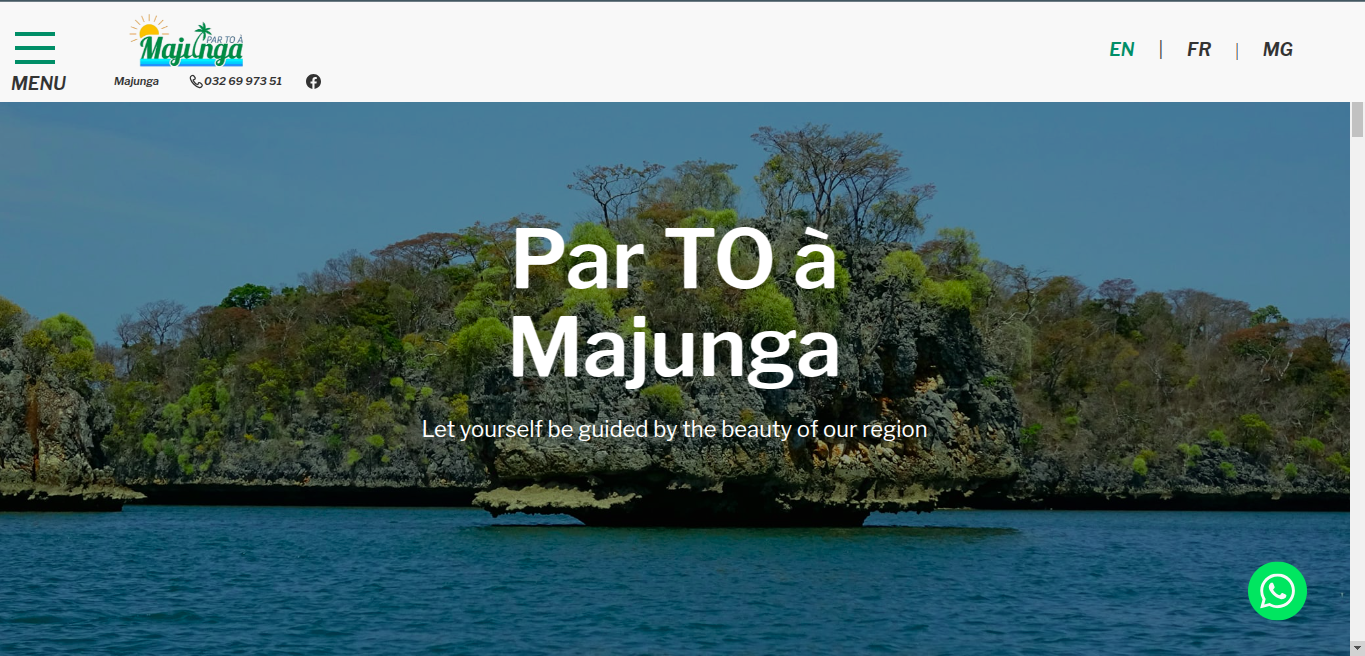 MENU
PAR TO À
Majunga
Majunga
032 69 973 51
EN | FR | MG
Par TO à
Majunga
Let yourself be guided by the beauty of our region